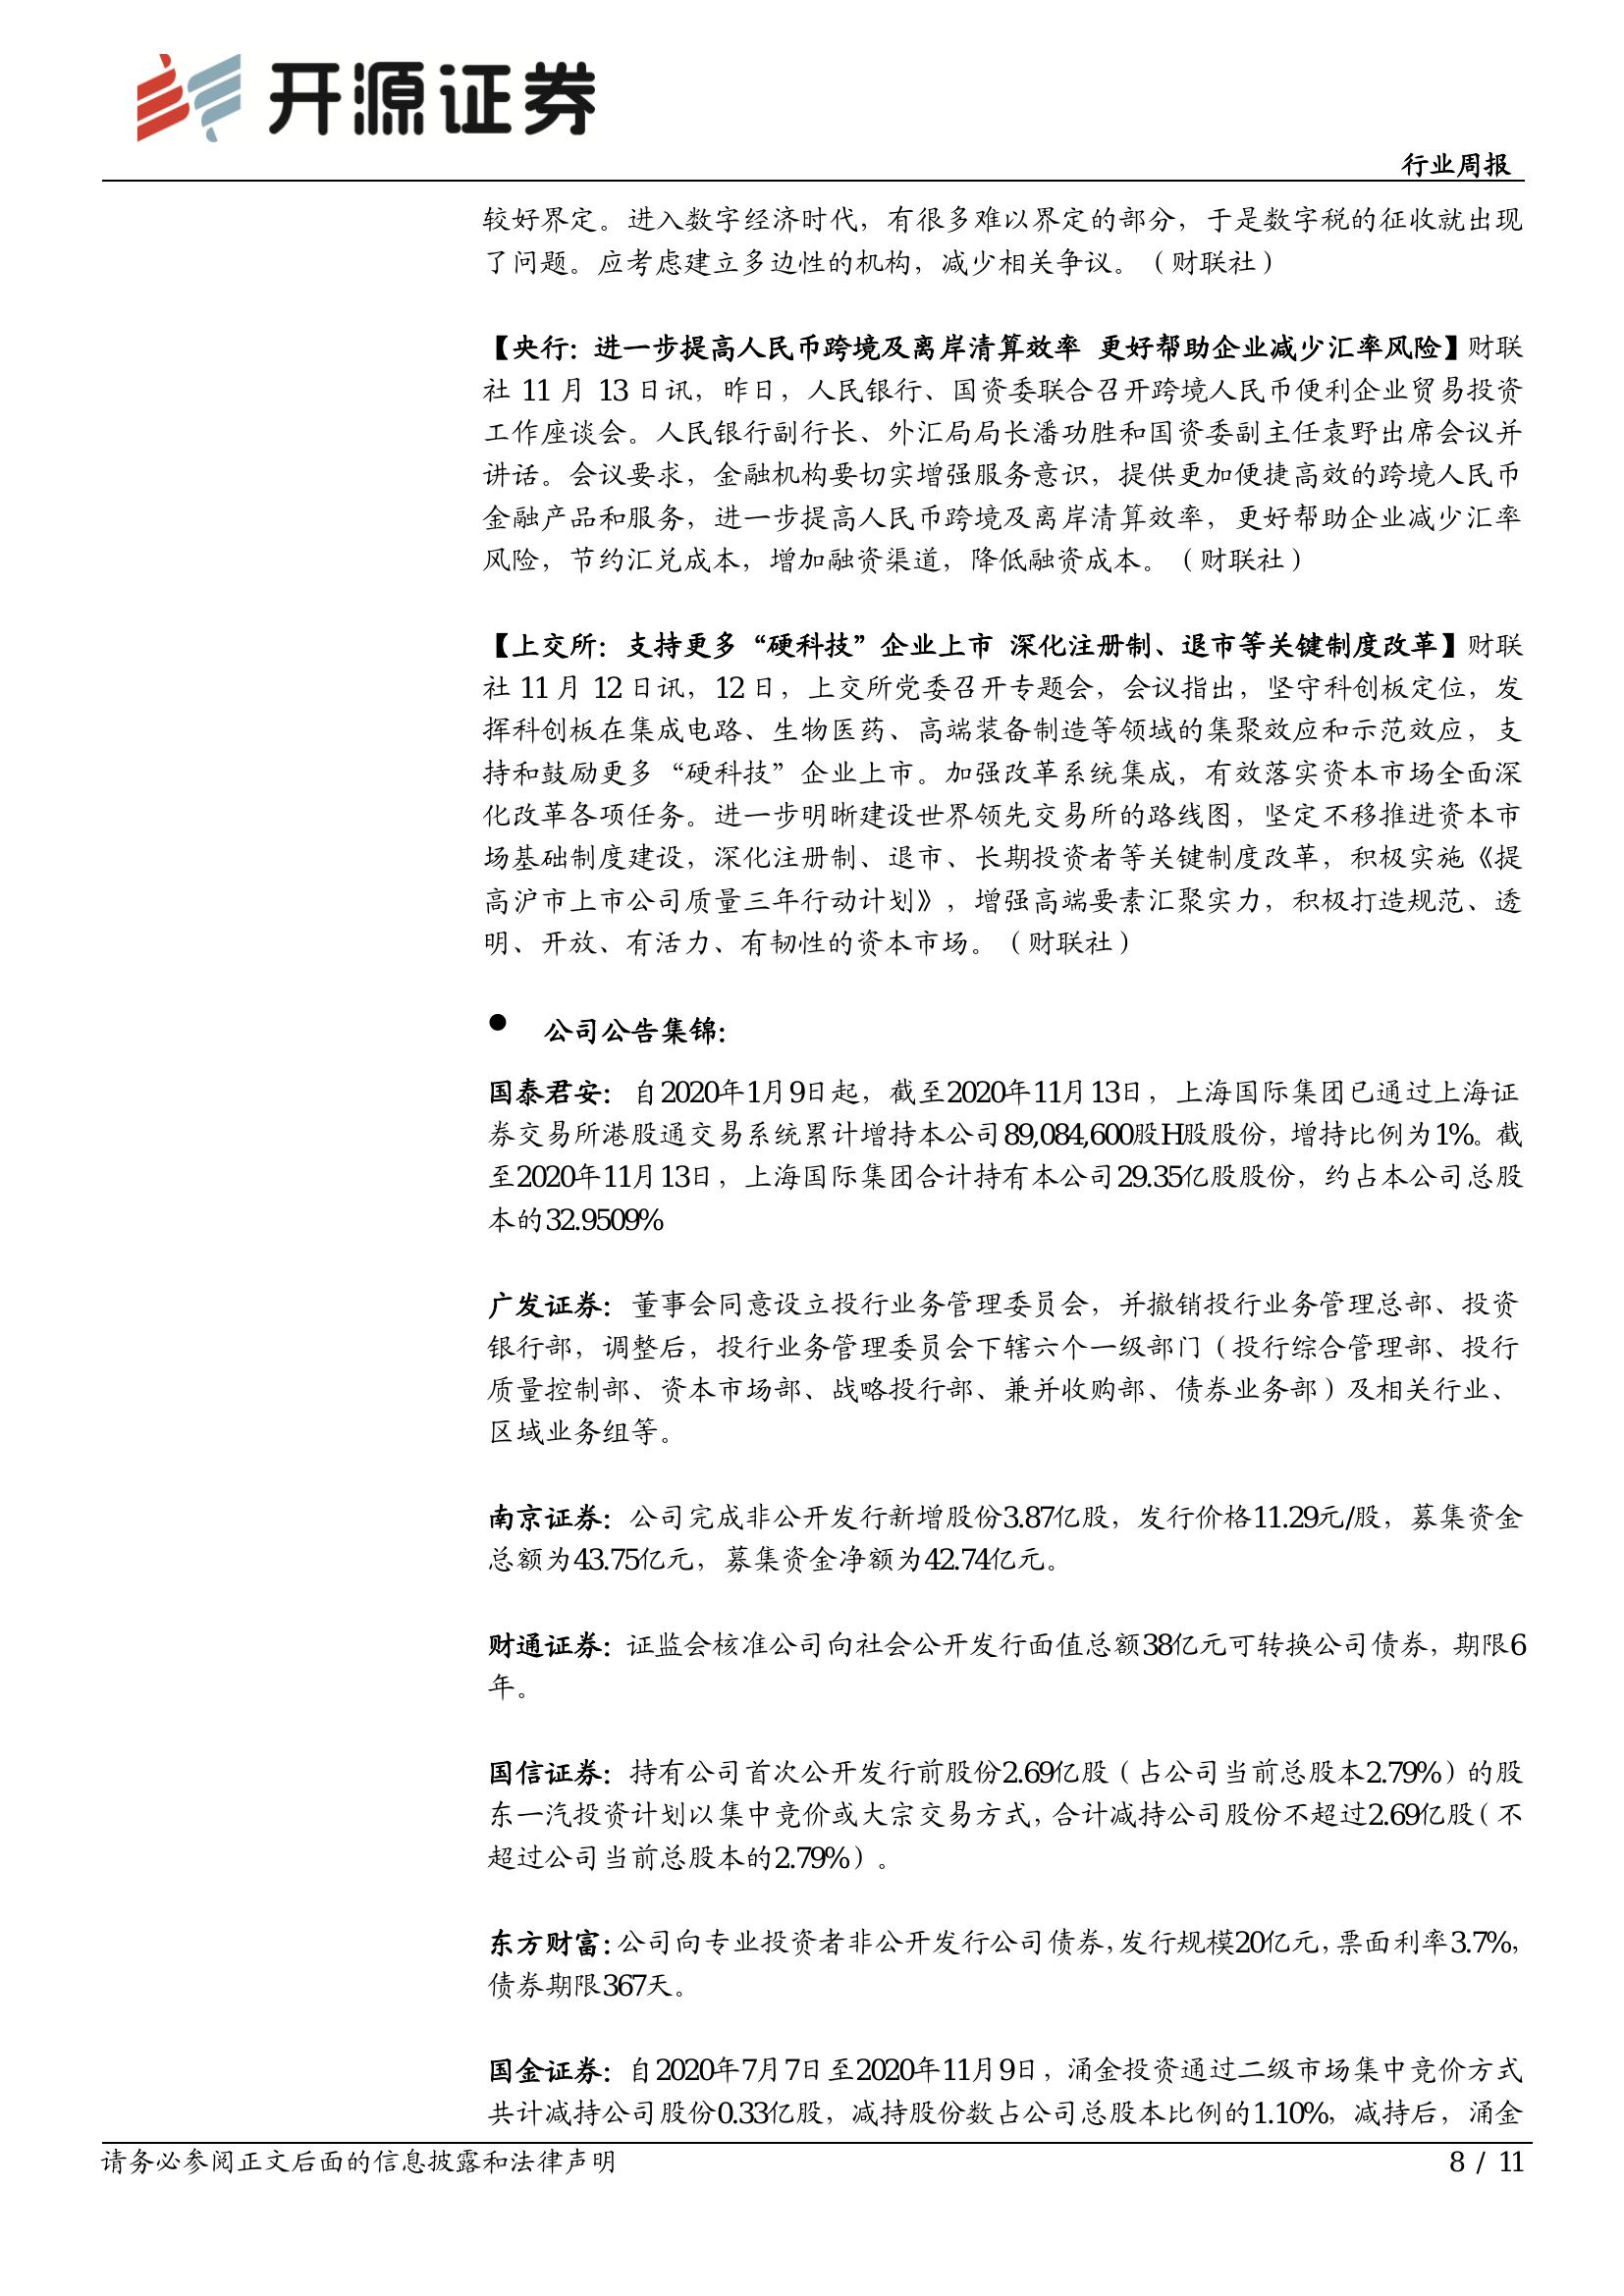 开源证券
行业周报
较好界定。进入数字经济时代，有很多难以界定的部分，于是数字税的征收就出现
了问题。应考虑建立多边性的机构，减少相关争议。（财联社）
【央行：进一步提高人民币跨境及离岸清算效率 更好帮助企业减少汇率风险】财联
社 11 月 13 日讯，昨日，人民银行、国资委联合召开跨境人民币便利企业贸易投资
工作座谈会。人民银行副行长、外汇局局长潘功胜和国资委副主任袁野出席会议并
讲话。会议要求，金融机构要切实增强服务意识，提供更加便捷高效的跨境人民币
金融产品和服务，进一步提高人民币跨境及离岸清算效率，更好帮助企业减少汇率
风险，节约汇兑成本，增加融资渠道，降低融资成本。（财联社）
【上交所：支持更多“硬科技”企业上市 深化注册制、退市等关键制度改革】财联
社 11 月 12 日讯，12 日，上交所党委召开专题会，会议指出，坚守科创板定位，发
挥科创板在集成电路、生物医药、高端装备制造等领域的集聚效应和示范效应，支
持和鼓励更多“硬科技”企业上市。加强改革系统集成，有效落实资本市场全面深
化改革各项任务。进一步明晰建设世界领先交易所的路线图，坚定不移推进资本市
场基础制度建设，深化注册制、退市、长期投资者等关键制度改革，积极实施《提
高沪市上市公司质量三年行动计划》，增强高端要素汇聚实力，积极打造规范、透
明、开放、有活力、有韧性的资本市场。（财联社）
● 公司公告集锦：
国泰君安：自2020年1月9日起，截至2020年11月13日，上海国际集团已通过上海证
券交易所港股通交易系统累计增持本公司89,084,600股H股股份，增持比例为1%。截
至2020年11月13日，上海国际集团合计持有本公司29.35亿股股份，约占本公司总股
本的32.9509%
广发证券：董事会同意设立投行业务管理委员会，并撤销投行业务管理总部、投资
银行部，调整后，投行业务管理委员会下辖六个一级部门（投行综合管理部、投行
质量控制部、资本市场部、战略投行部、兼并收购部、债券业务部）及相关行业、
区域业务组等。
南京证券：公司完成非公开发行新增股份3.87亿股，发行价格11.29元/股，募集资金
总额为43.75亿元，募集资金净额为42.74亿元。
财通证券：证监会核准公司向社会公开发行面值总额38亿元可转换公司债券，期限6
年。
国信证券：持有公司首次公开发行前股份2.69亿股（占公司当前总股本2.79%）的股
东一汽投资计划以集中竞价或大宗交易方式，合计减持公司股份不超过2.69亿股（不
超过公司当前总股本的2.79%）。
东方财富：公司向专业投资者非公开发行公司债券，发行规模20亿元，票面利率3.7%，
债券期限367天。
国金证券：自2020年7月7日至2020年11月9日，涌金投资通过二级市场集中竞价方式
共计减持公司股份0.33亿股，减持股份数占公司总股本比例的1.10%，减持后，涌金
请务必参阅正文后面的信息披露和法律声明
8 / 11